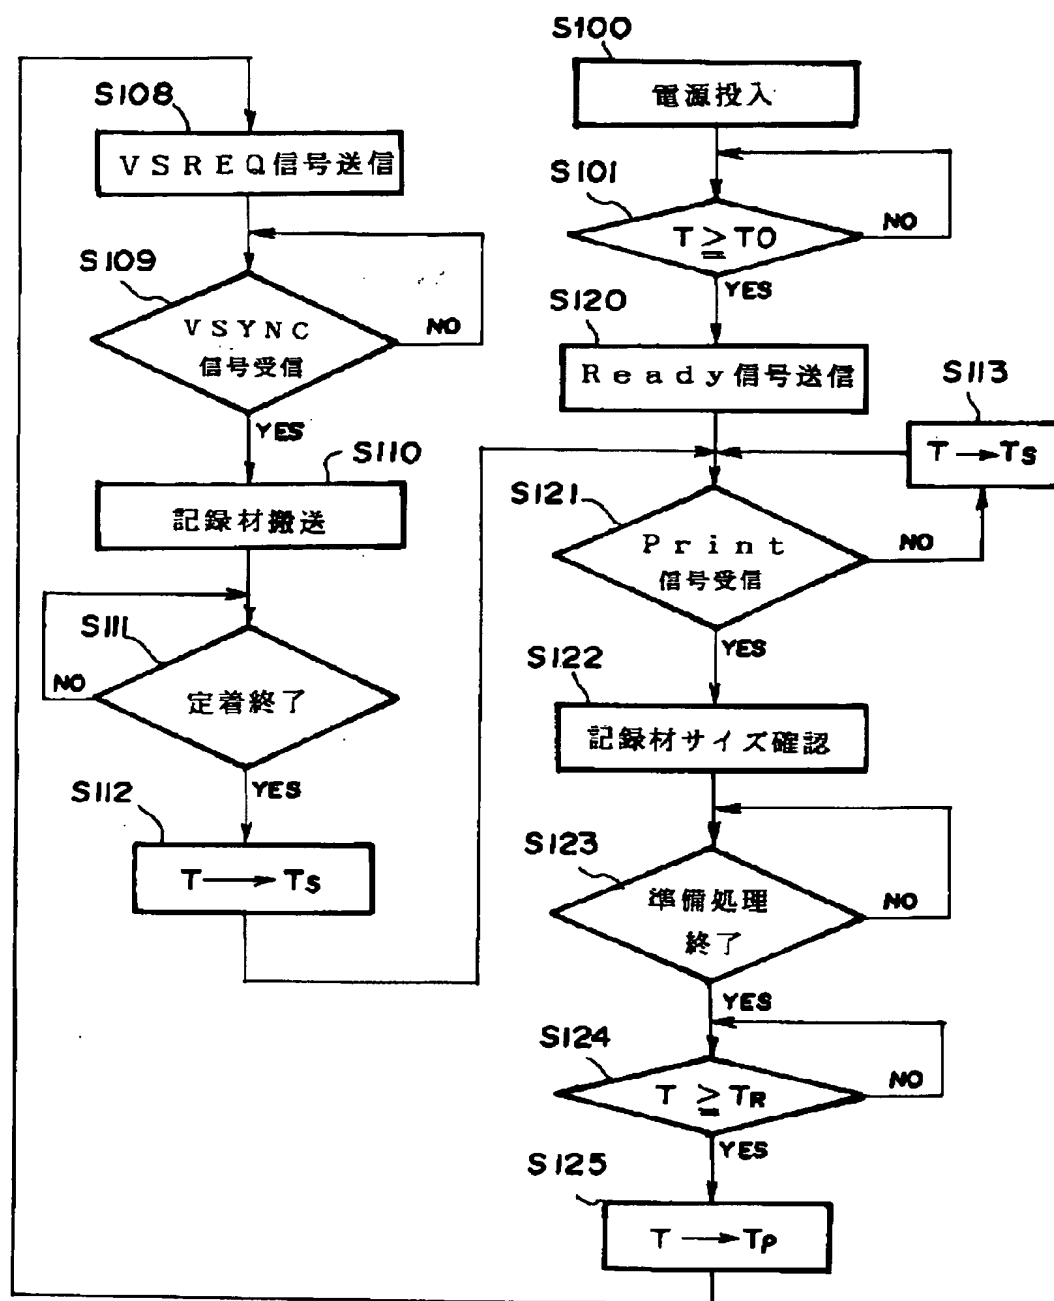 S100
電源投入
S101
T ≧ TO
NO
YES
S120
Ready信号送信
S113
T → Ts
S121
Print
信号受信
NO
YES
S122
記録材サイズ確認
S123
準備処理
終了
NO
YES
S124
T ≧ TR
NO
YES
S125
T → TP
S108
VSREQ信号送信
S109
VSYNC
信号受信
NO
YES
S110
記録材搬送
S111
定着終了
NO
YES
S112
T → Ts